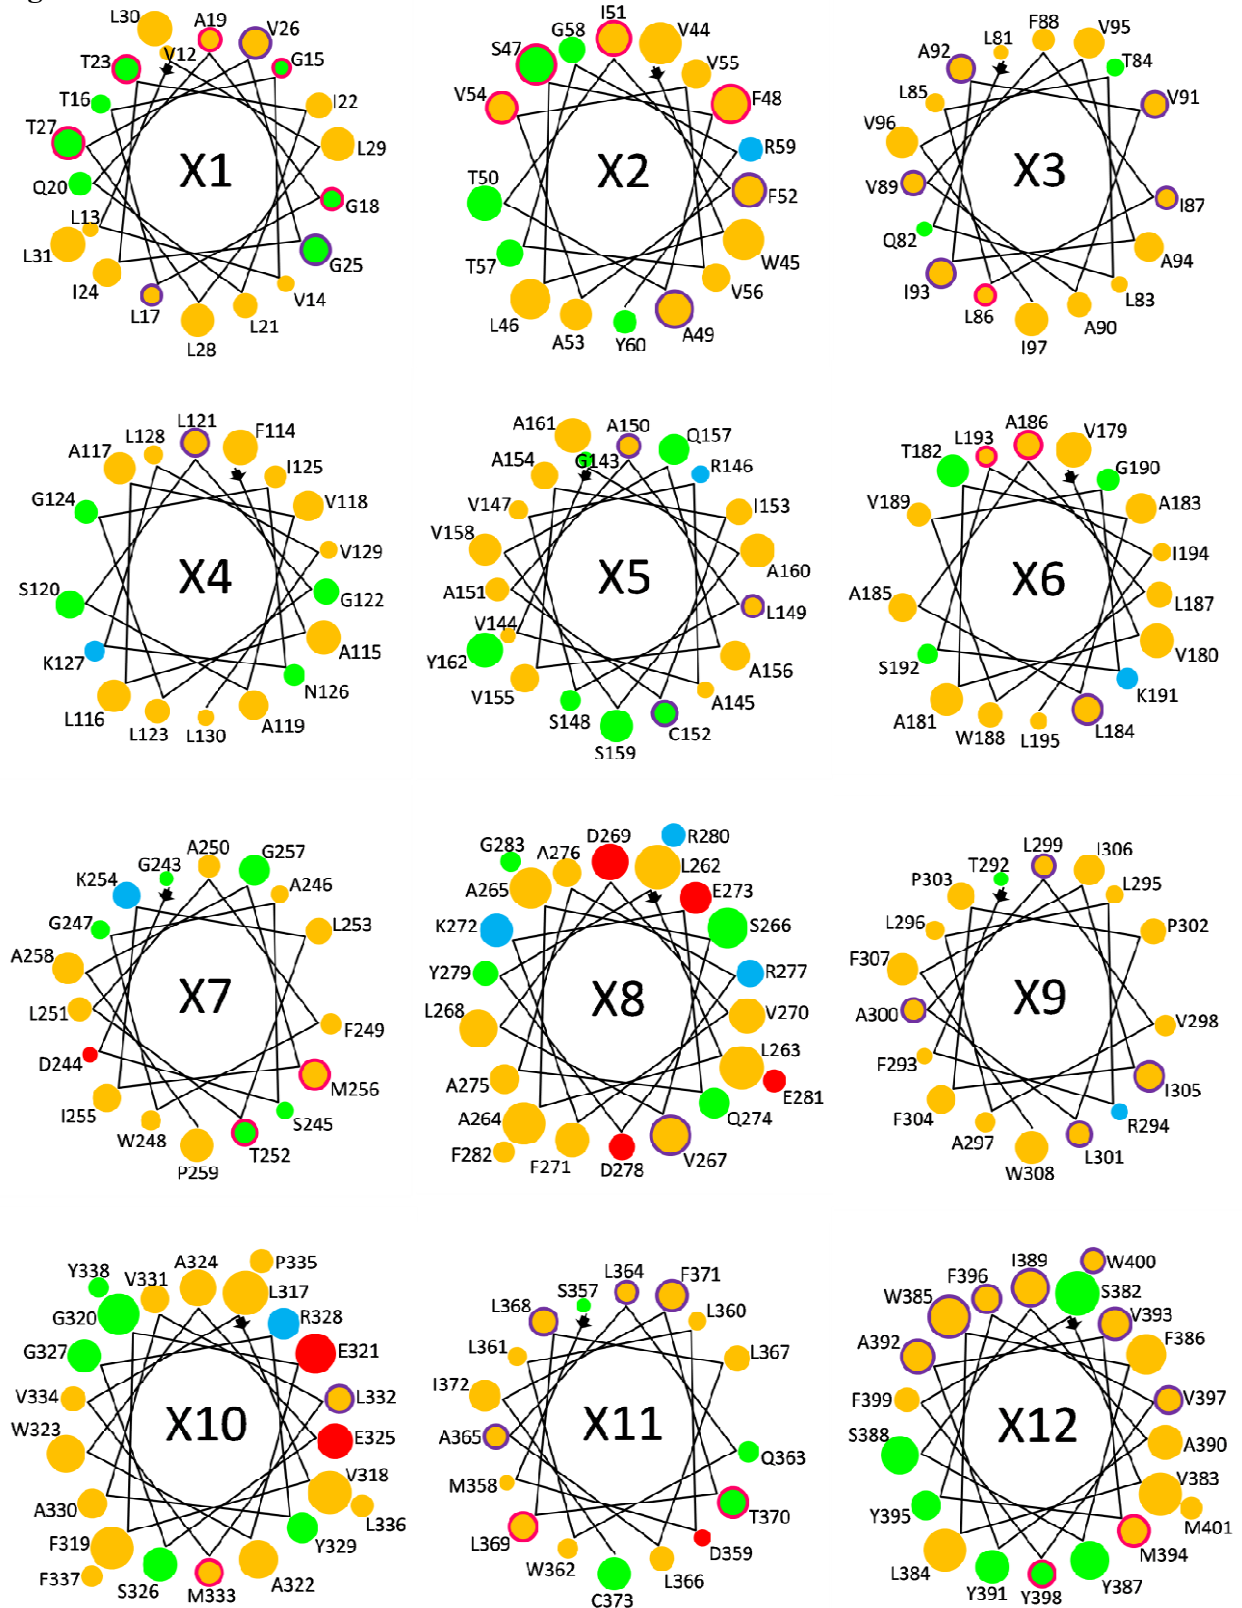 L30 A19 V26
V12 G15
T23
T16 I22
T27 L29
X1
Q20 G18
L13
L31 G25
I24 V14
L17 L21
L28
I51
G58 V44
S47 V55
V54 F48
R59
X2
T50 F52
T57 W45
V56
L46
A53 Y60 A49
F88
L81 V95
A92 T84
L85 V91
V96
X3
V89 I87
Q82 A94
I93 L83
L86 A90
I97
L121
L128 F114
A117 I125
G124 V118
V129
X4
S120 G122
K127 A115
N126
L116
L123 L130 A119
A161 A150 Q157
G143
A154 R146
V147 I153
V158 A160
X5
A151 L149
V144
Y162 A156
V155 A145
S148 C152
S159
A186
L193 V179
T182 G190
V189 A183
I194
X6
A185 L187
S192 V180
K191
A181 L184
W188 L195
A250
G243 G257
K254 A246
G247 L253
A258
X7
L251 F249
D244 M256
I255 S245
W248 T252
P259
D269 R280
G283 A276 L262
A265 E273
K272 S266
Y279 R277
X8
L268 V270
L263
A275 E281
A264 Q274
F282 F271 V267
D278
L299
T292 I306
P303 L295
L296 P302
F307
X9
A300 V298
F293 I305
F304 R294
A297 L301
W308
A324 P335
Y338 V331 L317
G320 R328
G327 E321
V334 L332
W323
X10
E325
V318
A330 L336
F319 Y329
F337 S326 A322
M333
L364
S357 F371
L368 L360
L361 L367
I372
X11
A365 Q363
M358 T370
L369 D359
W362 L366
C373
I389 W400
F396 S382
W385 V393
A392 F386
F399 V397
X12
S388 A390
V383
Y395 M401
M394
L384 Y391 Y387
Y398